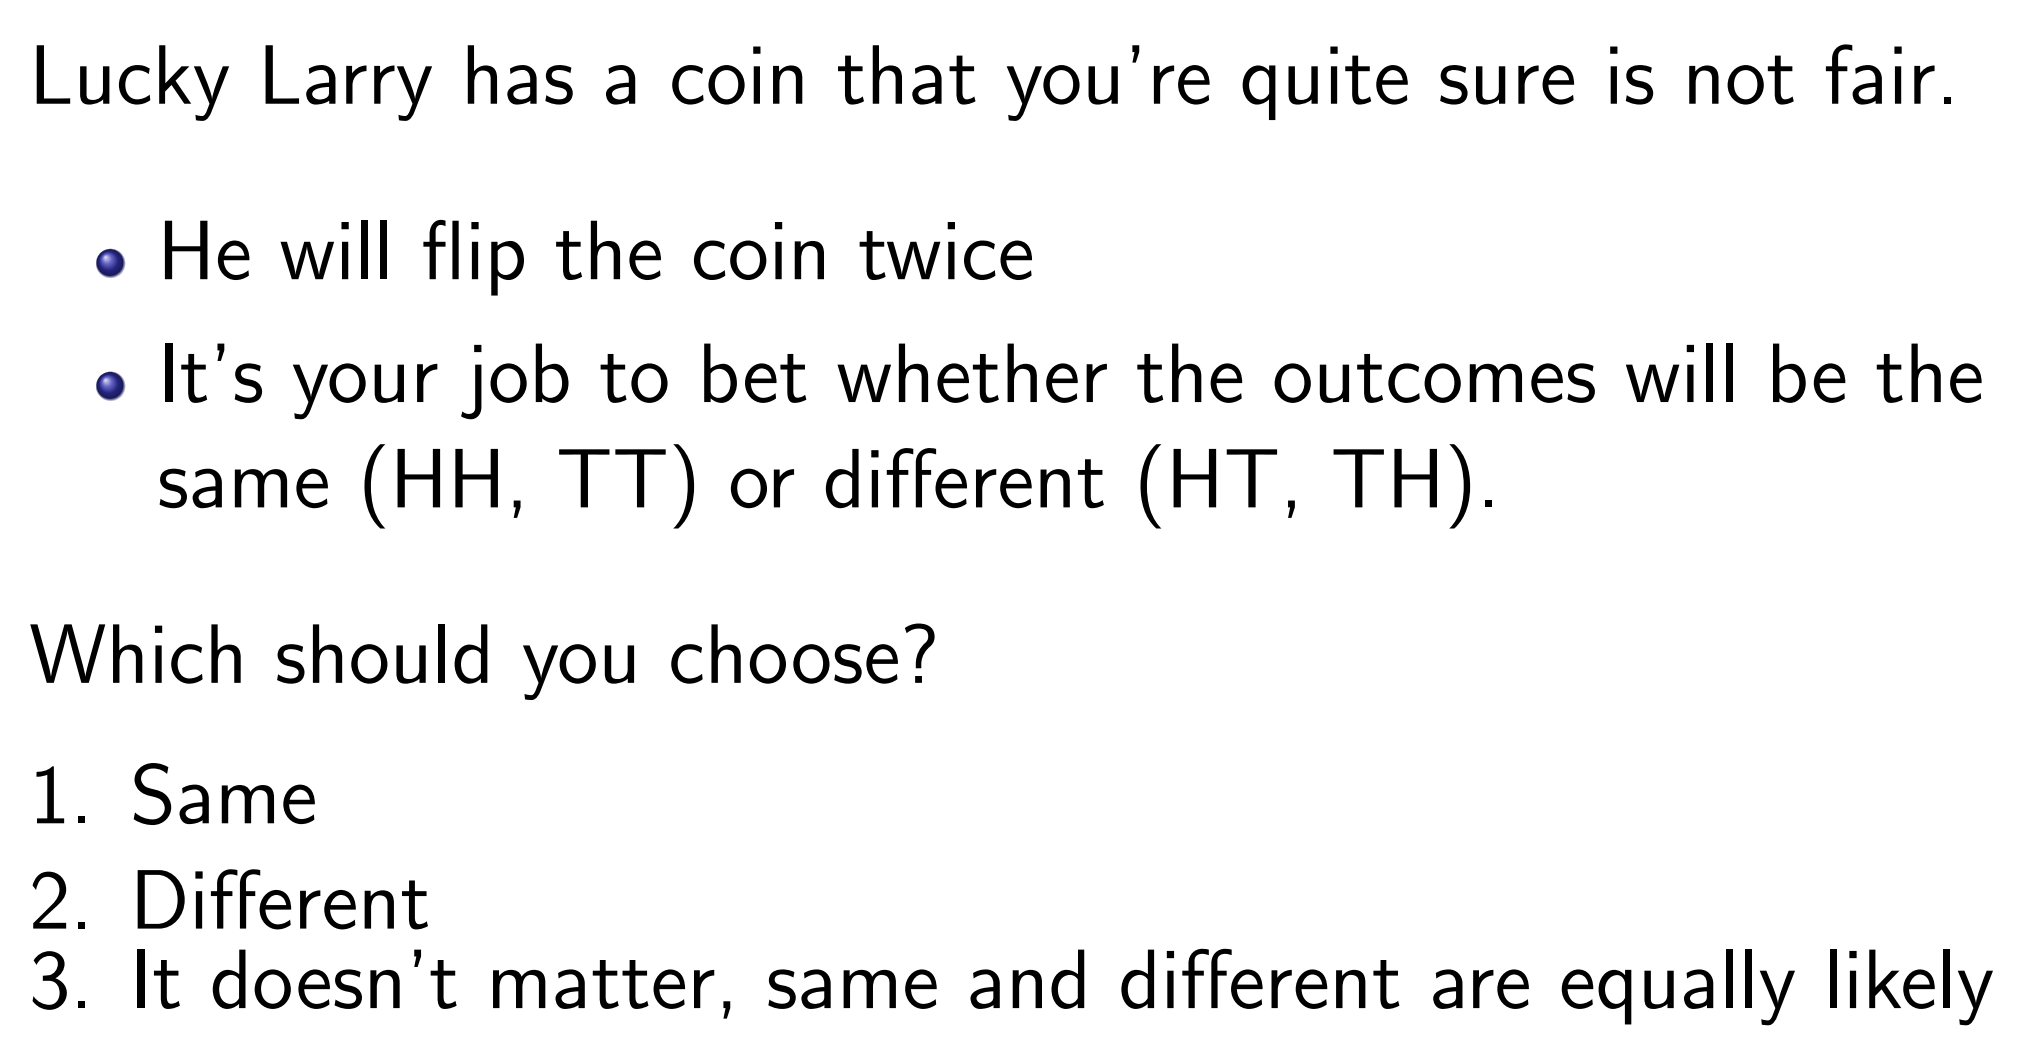 Lucky Larry has a coin that you're quite sure is not fair.
• He will flip the coin twice
• It's your job to bet whether the outcomes will be the
same (HH, TT) or different (HT, TH).
Which should you choose?
1. Same
2. Different
3. It doesn't matter, same and different are equally likely